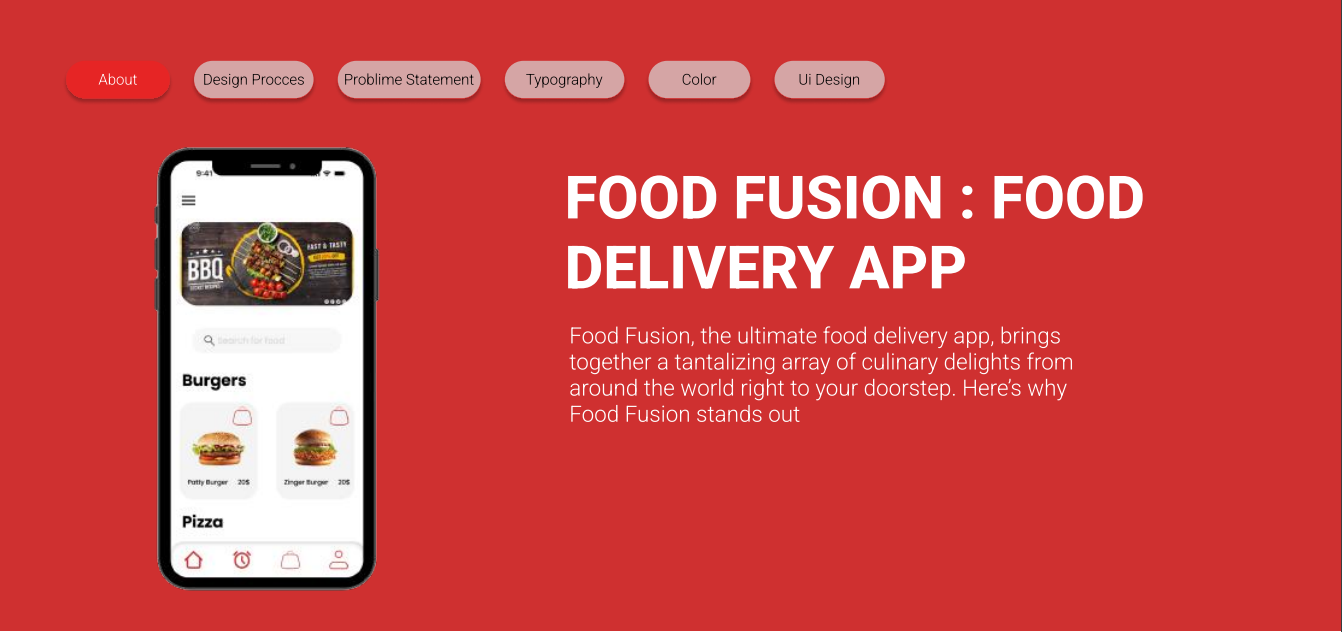 About
Design Procces
Problime Statement
Typography
Color
Ui Design
9:41
FAST & TASTY
BBQ
Search for food
Burgers
Patty Burger 20$
Zinger Burger 20$
Pizza
FOOD FUSION : FOOD
DELIVERY APP
Food Fusion, the ultimate food delivery app, brings
together a tantalizing array of culinary delights from
around the world right to your doorstep. Here’s why
Food Fusion stands out